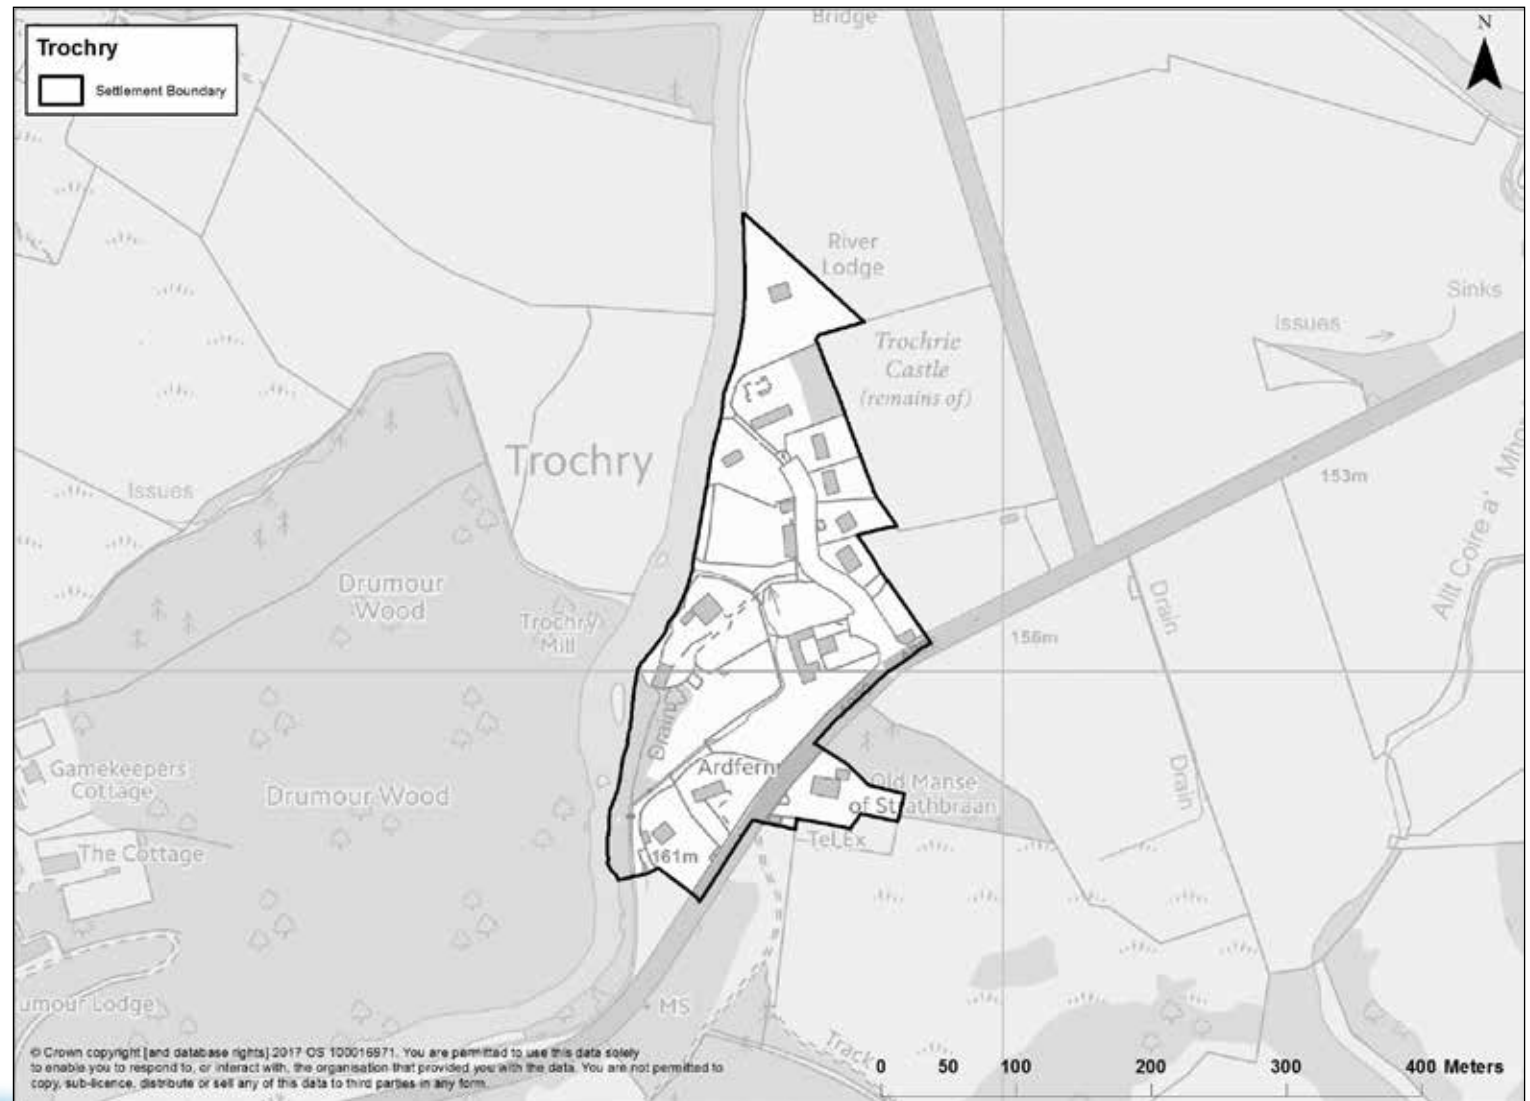 Trochry
Settlement Boundary
Bridge
N
River
Lodge
Sinks
Issues
Trochrie
Castle
(remains of)
Trochry
153m
Issues
Allt Coire a'
Drumour
Wood
Trochry
Mill
Drain
156m
Drain
Gamekeepers
Cottage
Drumour Wood
Ardfern
Old Manse
of Strathbraan
Drain
The Cottage
161m
TelEx
MS
Track
© Crown copyright [and database rights] 2017 OS 100016971. You are permitted to use this data solely
to enable you to respond to, or interact with, the organisation that provided you with the data. You are not permitted to
copy, sub-licence, distribute or sell any of this data to third parties in any form.
0 50 100 200 300 400 Meters